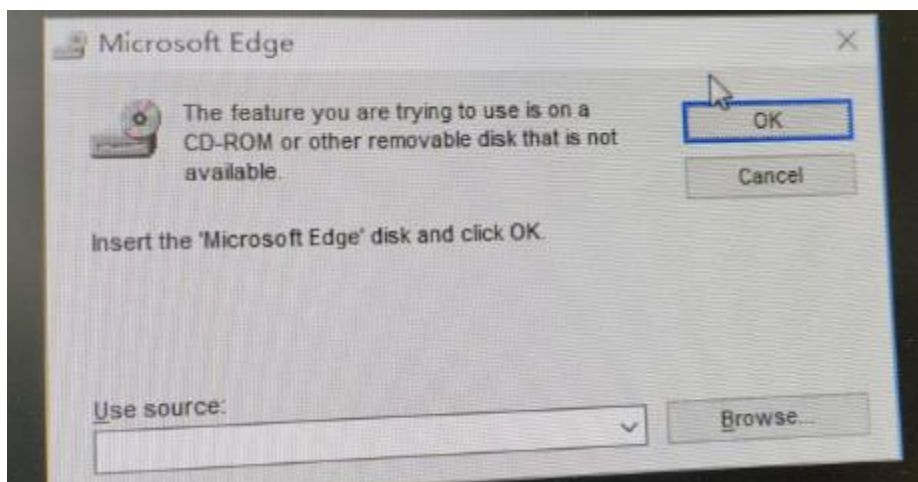 Microsoft Edge
The feature you are trying to use is on a
CD-ROM or other removable disk that is not
available.
OK
Cancel
Insert the 'Microsoft Edge' disk and click OK.
Use source:
Browse...